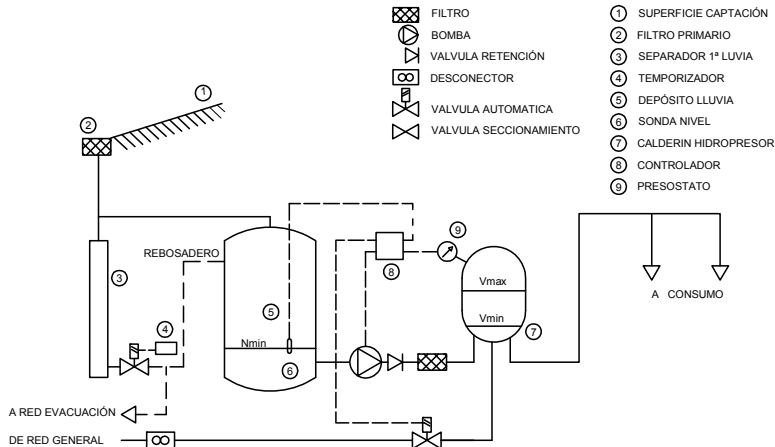 FILTRO
BOMBA
VALVULA RETENCIÓN
DESCONECTOR
VALVULA AUTOMATICA
VALVULA SECCIONAMIENTO
1 SUPERFICIE CAPTACIÓN
2 FILTRO PRIMARIO
3 SEPARADOR 1ª LUVIA
4 TEMPORIZADOR
5 DEPÓSITO LLUVIA
6 SONDA NIVEL
7 CALDERIN HIDROPRESOR
8 CONTROLADOR
9 PRESOSTATO
1
2
9
REBOSADERO
3
8
Vmax
A CONSUMO
5
Vmin
4
Nmin
7
6
A RED EVACUACIÓN
DE RED GENERAL